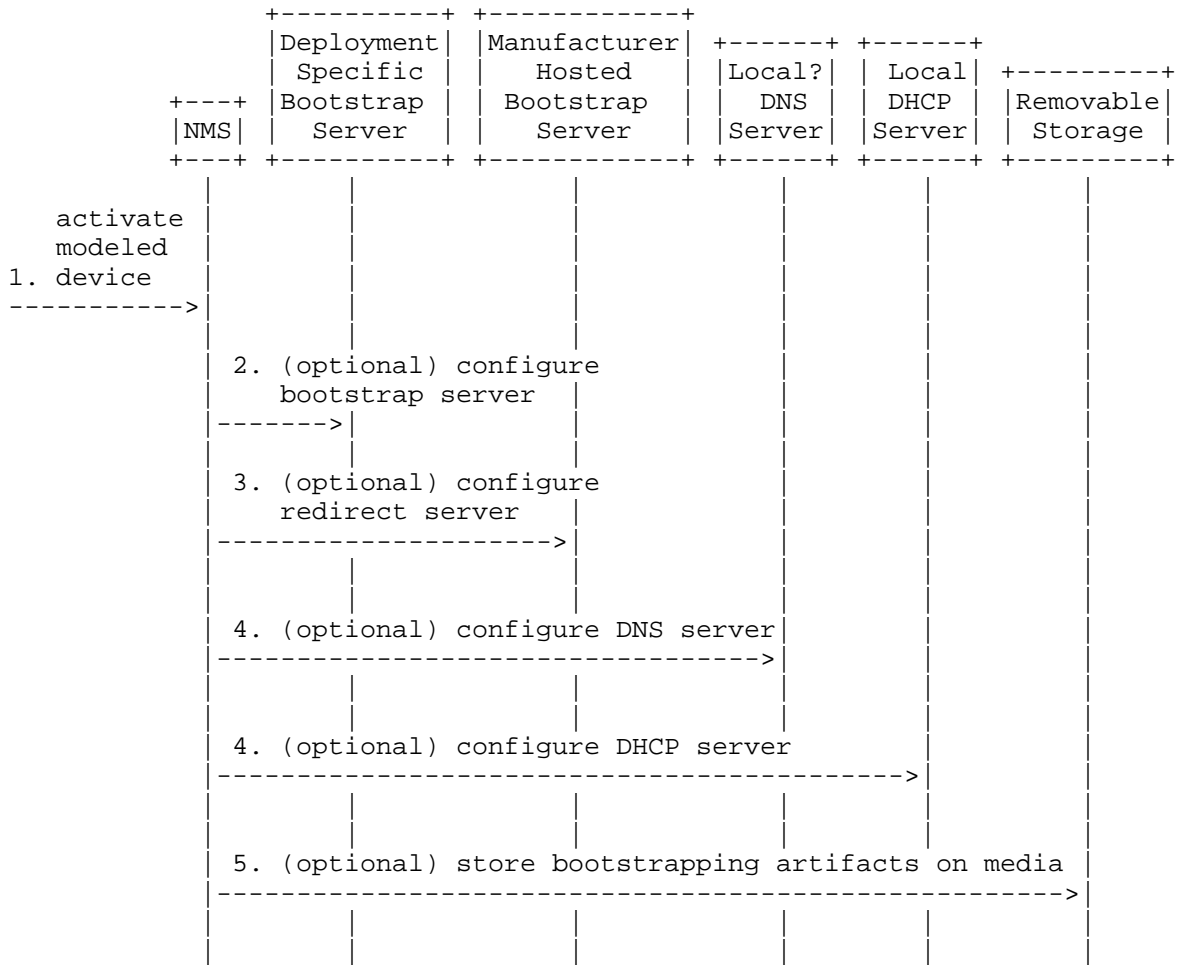 Deployment Manufacturer
Specific Hosted Local? Local
Bootstrap Bootstrap DNS DHCP Removable
NMS Server Server Server Server Storage
activate
modeled
1. device
2. (optional) configure
bootstrap server
3. (optional) configure
redirect server
4. (optional) configure DNS server
4. (optional) configure DHCP server
5. (optional) store bootstrapping artifacts on media